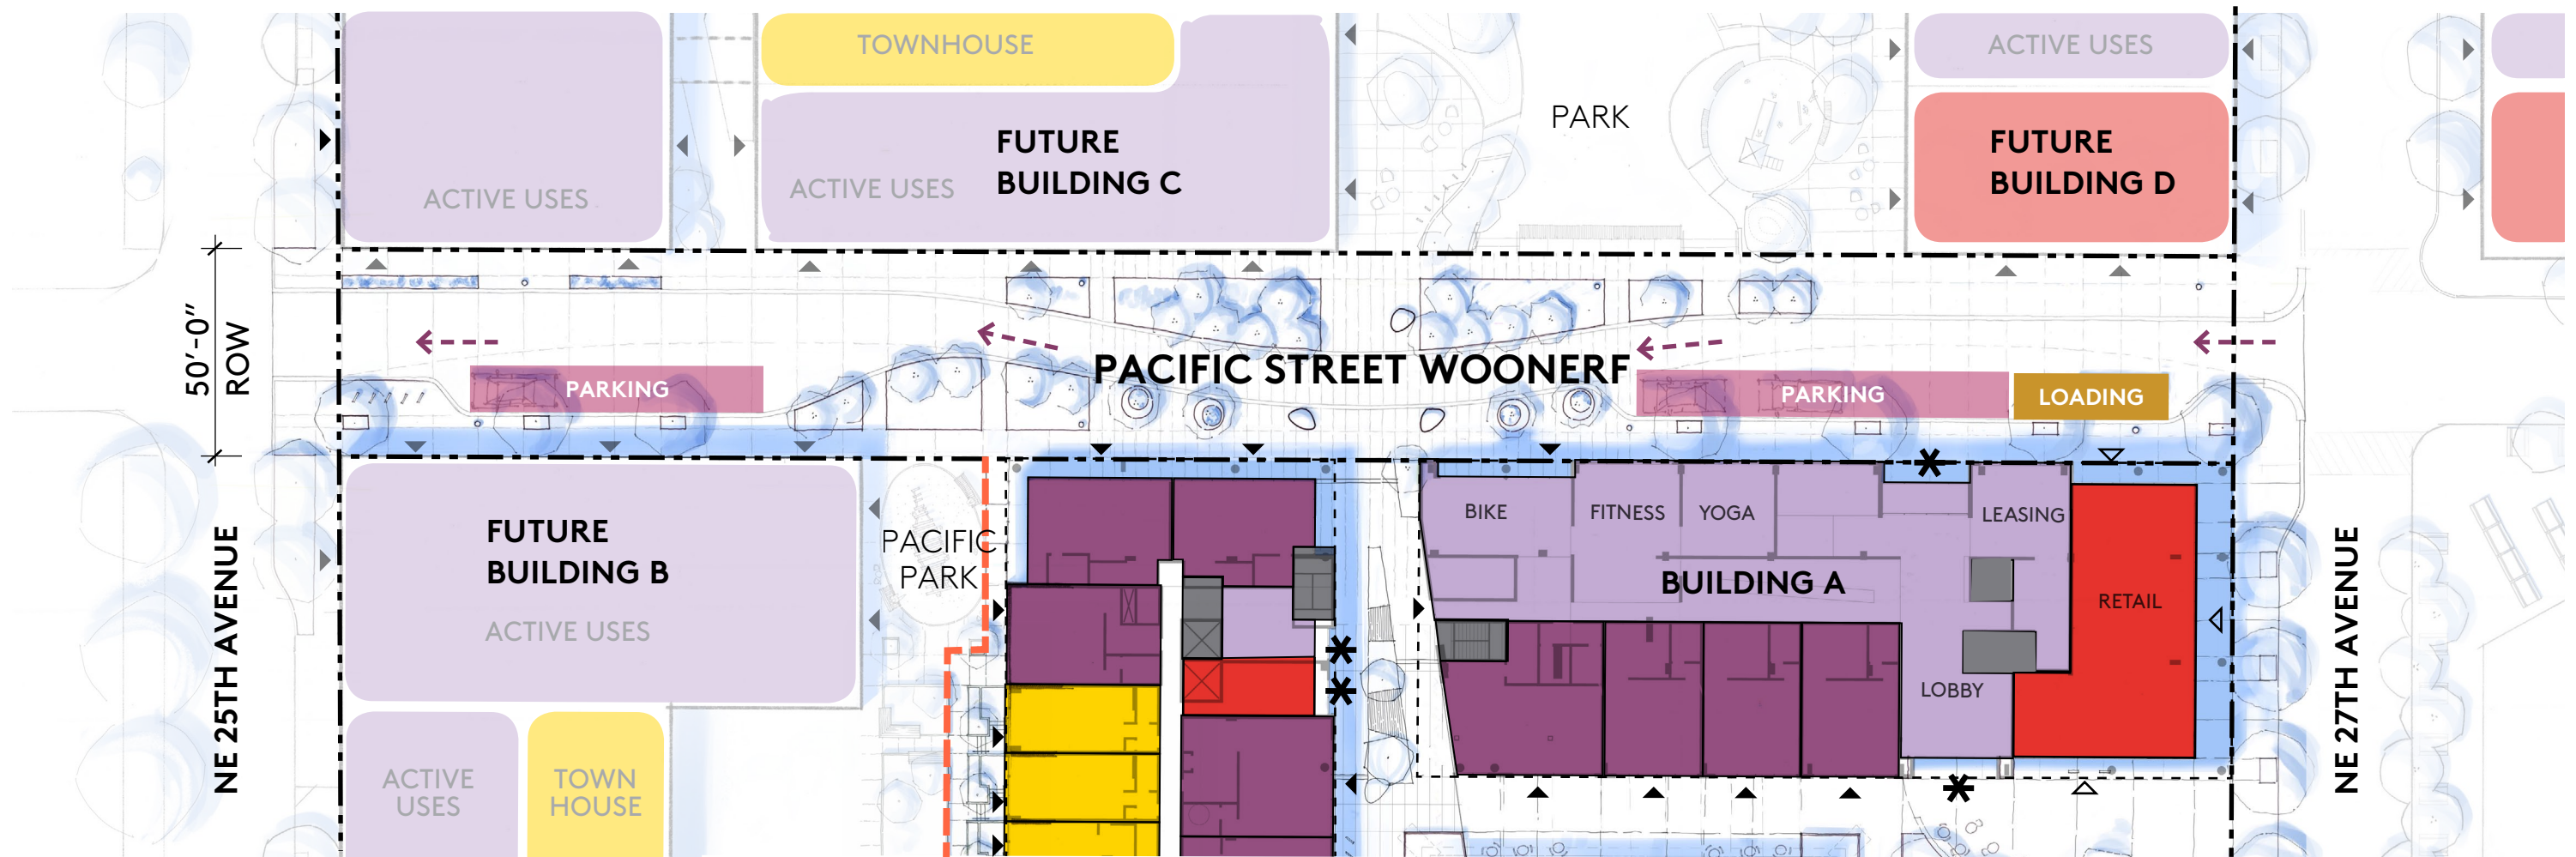 TOWNHOUSE
ACTIVE USES
PARK
FUTURE
BUILDING C
ACTIVE USES
ACTIVE USES
FUTURE
BUILDING D
50'-0"
ROW
PACIFIC STREET WOONERF
PARKING
PARKING
LOADING
NE 25TH AVENUE
FUTURE
BUILDING B
ACTIVE USES
PACIFIC
PARK
BIKE
FITNESS
YOGA
LEASING
BUILDING A
RETAIL
LOBBY
NE 27TH AVENUE
ACTIVE
USES
TOWN
HOUSE